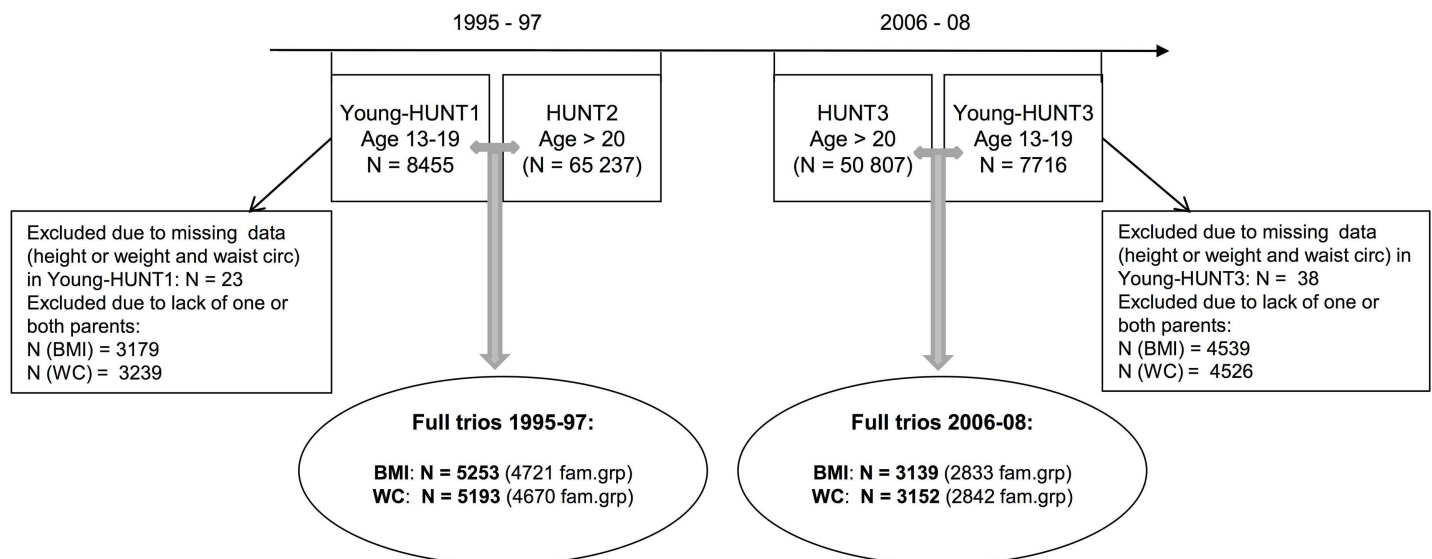 1995 - 97
2006 - 08
Young-HUNT1
Age 13-19
N = 8455
HUNT2
Age > 20
(N = 65 237)
HUNT3
Age > 20
(N = 50 807)
Young-HUNT3
Age 13-19
N = 7716
Excluded due to missing data
(height or weight and waist circ)
in Young-HUNT1: N = 23
Excluded due to lack of one or
both parents:
N (BMI) = 3179
N (WC) = 3239
Excluded due to missing data
(height or weight and waist circ) in
Young-HUNT3: N = 38
Excluded due to lack of one or
both parents:
N (BMI) = 4539
N (WC) = 4526
Full trios 1995-97:
BMI: N = 5253 (4721 fam.grp)
WC: N = 5193 (4670 fam.grp)
Full trios 2006-08:
BMI: N = 3139 (2833 fam.grp)
WC: N = 3152 (2842 fam.grp)